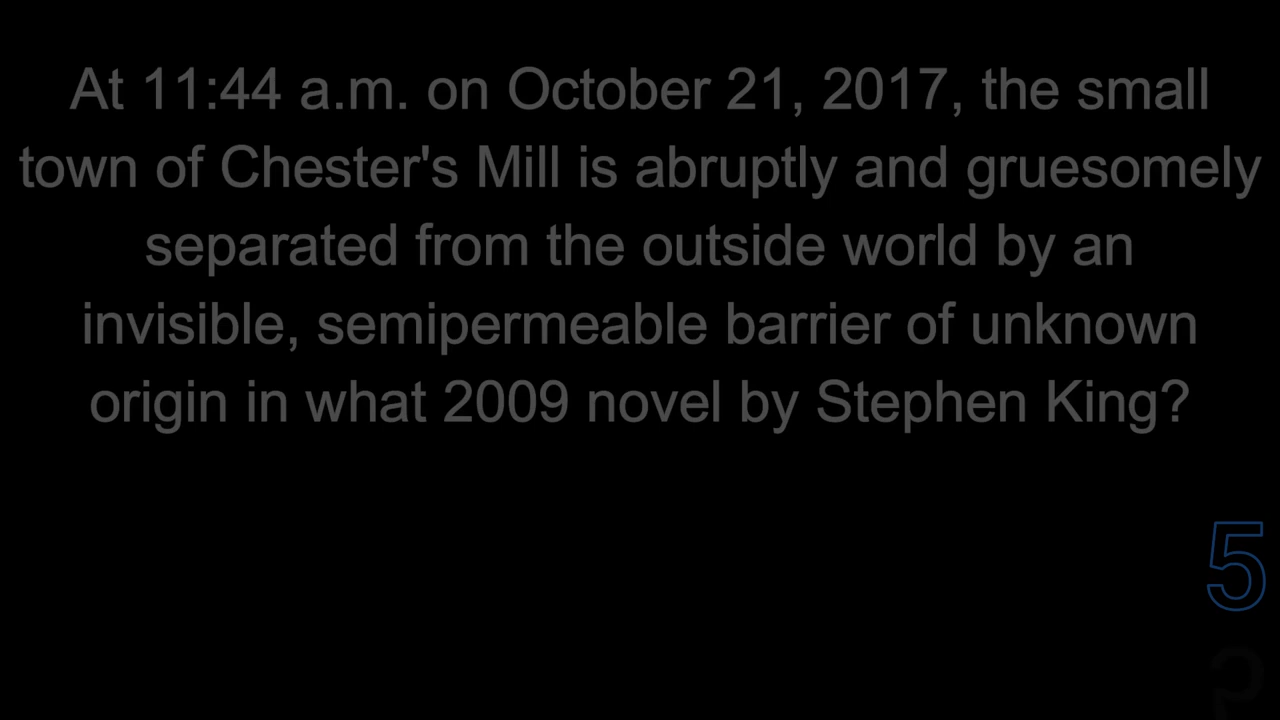 At 11:44 a.m. on October 21, 2017, the small
town of Chester's Mill is abruptly and gruesomely
separated from the outside world by an
invisible, semipermeable barrier of unknown
origin in what 2009 novel by Stephen King?
5